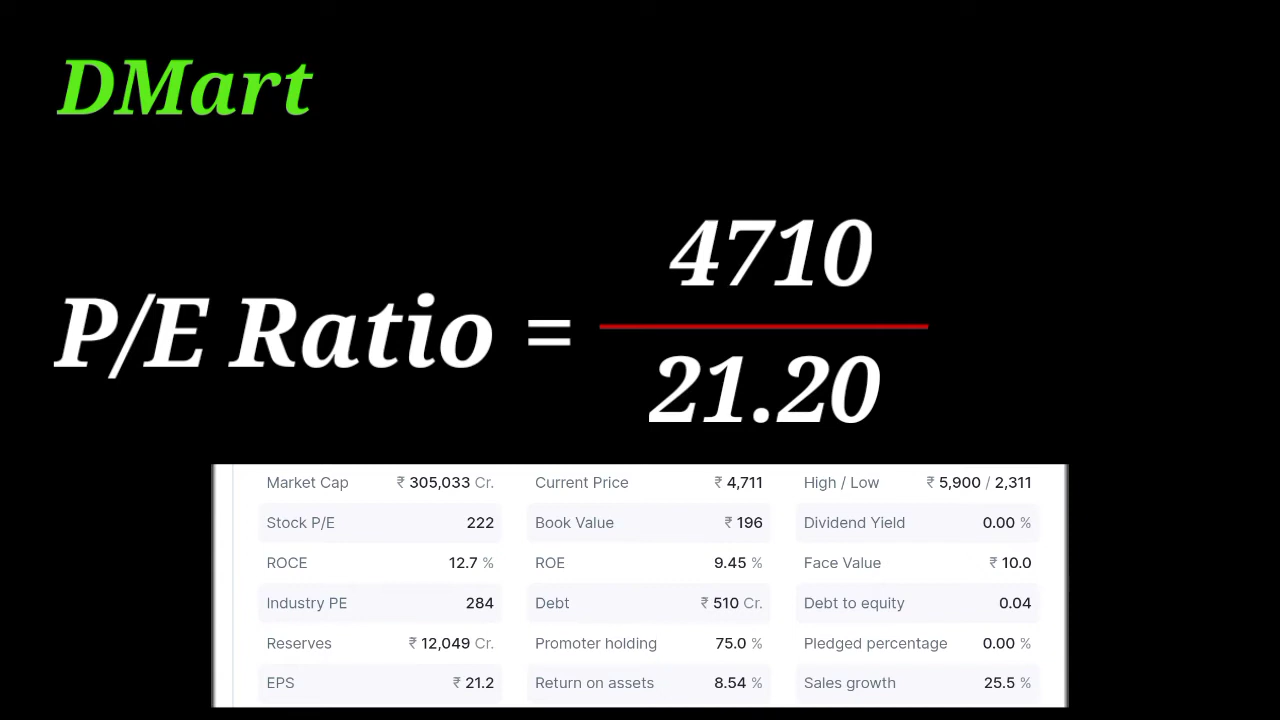 DMart
P/E Ratio = 4710
21.20
Market Cap ₹ 305,033 Cr. Current Price ₹ 4,711 High / Low ₹ 5,900 / 2,311
Stock P/E 222 Book Value ₹ 196 Dividend Yield 0.00 %
ROCE 12.7 % ROE 9.45 % Face Value ₹ 10.0
Industry PE 284 Debt ₹ 510 Cr. Debt to equity 0.04
Reserves ₹ 12,049 Cr. Promoter holding 75.0 % Pledged percentage 0.00 %
EPS ₹ 21.2 Return on assets 8.54 % Sales growth 25.5 %